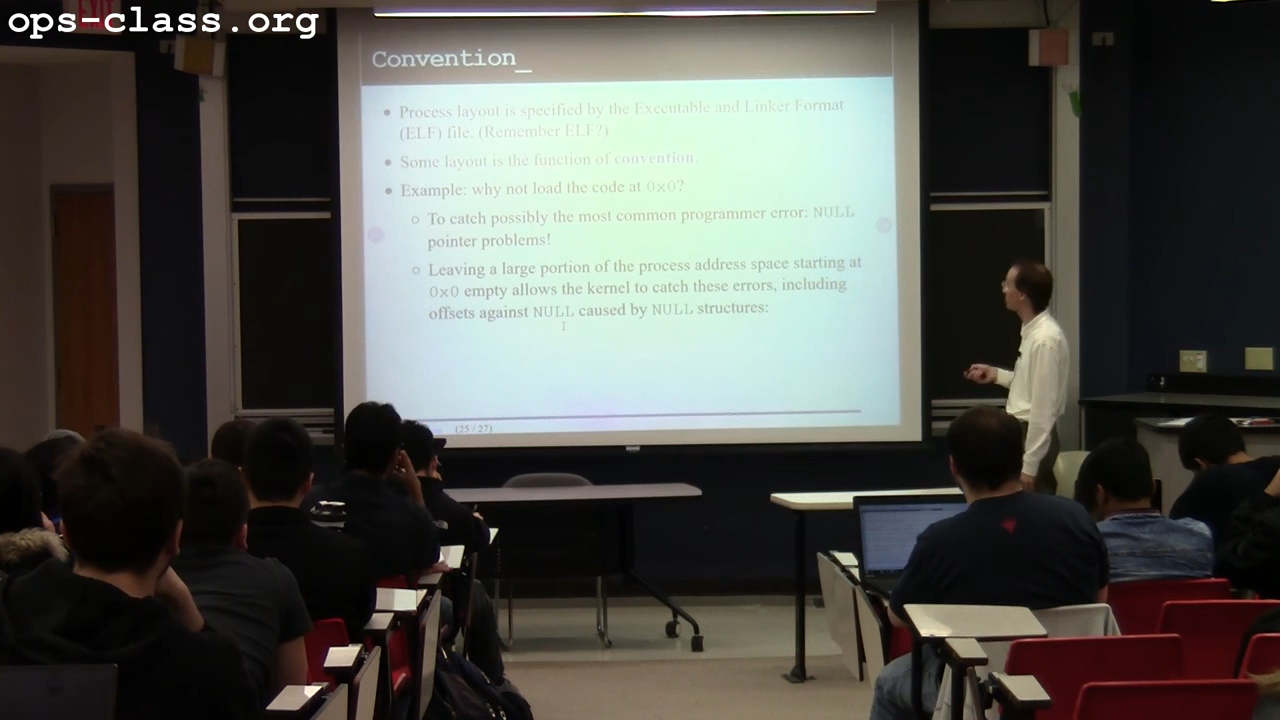 EXIT
ops-class.org
Convention_
Process layout is specified by the Executable and Linker Format
(ELF) file. (Remember ELF?)
Some layout is the function of convention.
Example: why not load the code at 0x0?
To catch possibly the most common programmer error: NULL
pointer problems!
Leaving a large portion of the process address space starting at
0x0 empty allows the kernel to catch these errors, including
offsets against NULL caused by NULL structures:
(25 / 27)